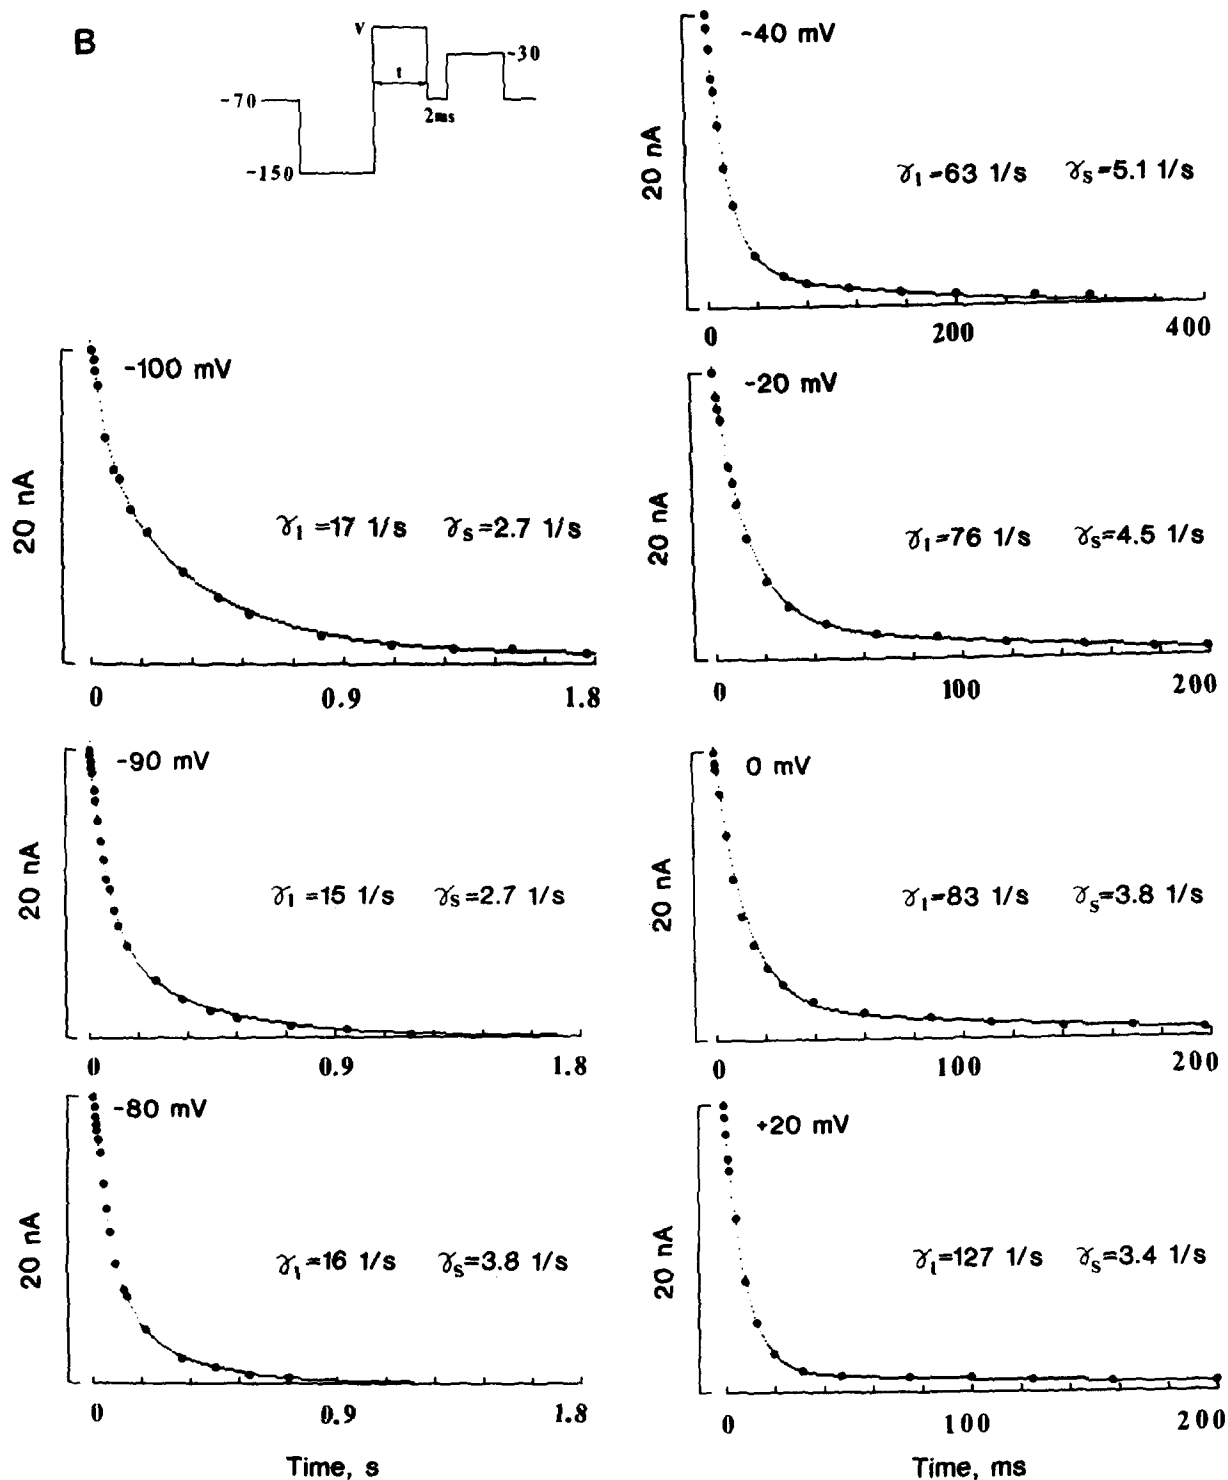 B
V
t
-30
-70
2ms
-150
-40 mV
20 nA
γ₁=63 1/s γₛ=5.1 1/s
0 200 400
-100 mV
20 nA
γ₁=17 1/s γₛ=2.7 1/s
0 0.9 1.8
-20 mV
20 nA
γ₁=76 1/s γₛ=4.5 1/s
0 100 200
-90 mV
20 nA
γ₁=15 1/s γₛ=2.7 1/s
0 0.9 1.8
0 mV
20 nA
γ₁=83 1/s γₛ=3.8 1/s
0 100 200
-80 mV
20 nA
γ₁=16 1/s γₛ=3.8 1/s
0 0.9 1.8
Time, s
+20 mV
20 nA
γ₁=127 1/s γₛ=3.4 1/s
0 100 200
Time, ms